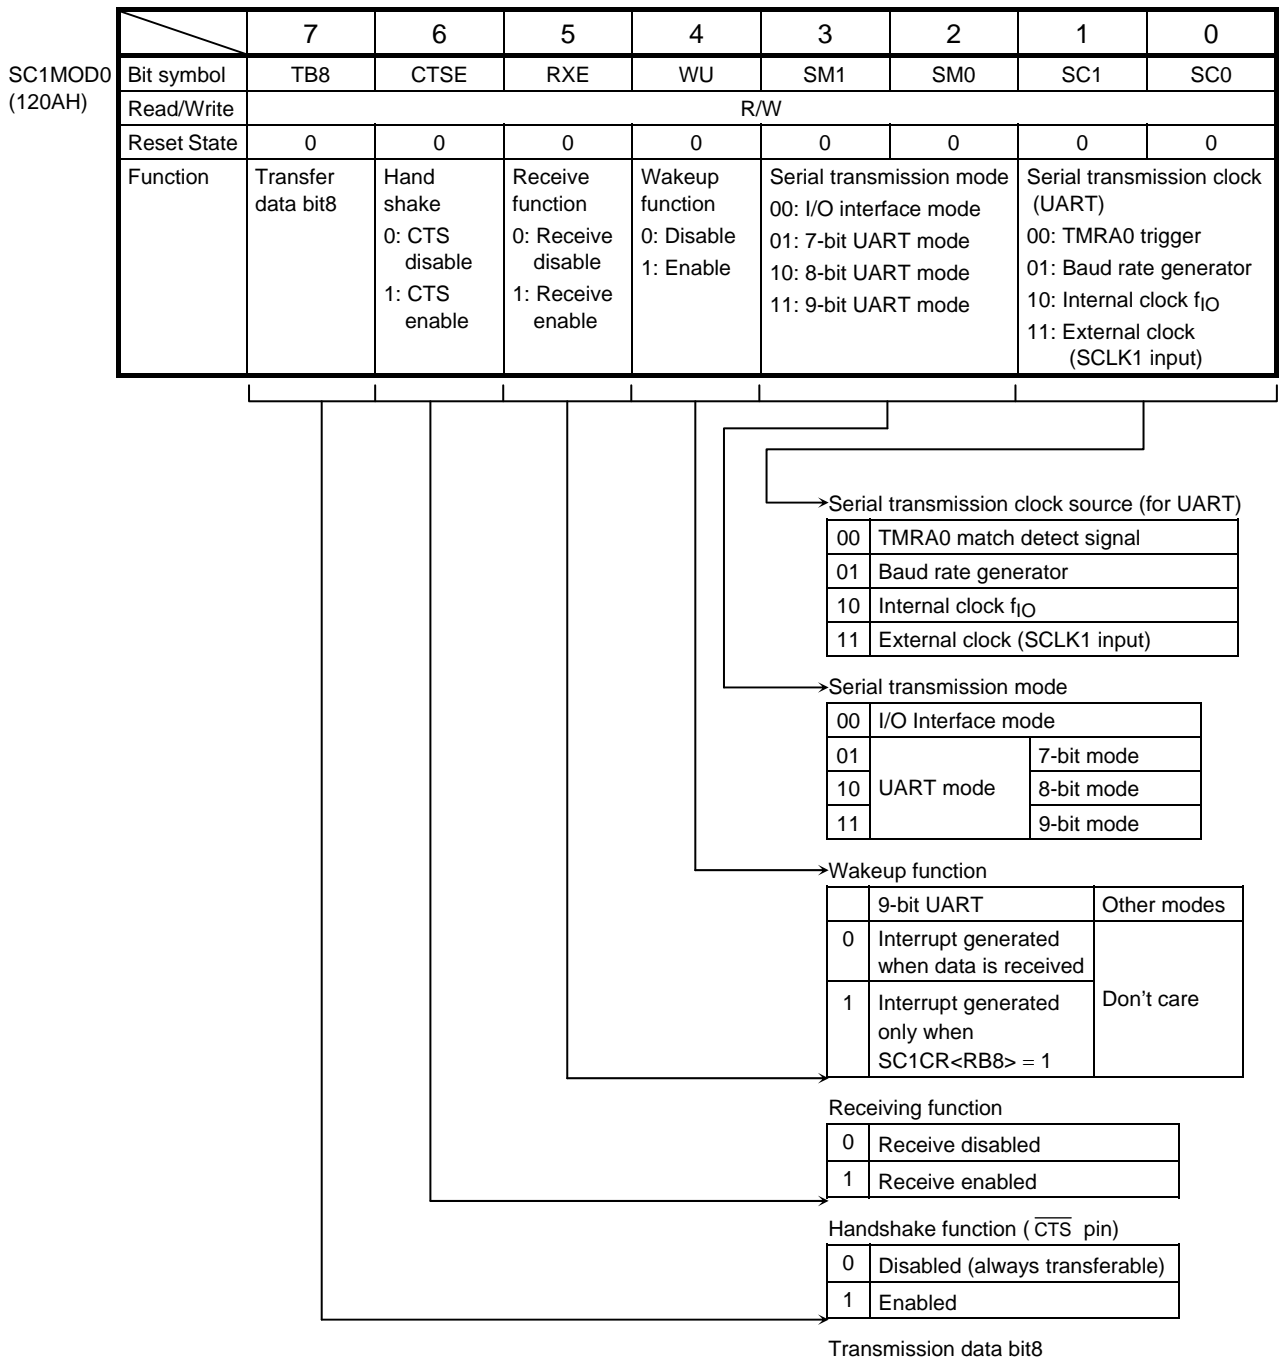 7 6 5 4 3 2 1 0
SC1MOD0 Bit symbol TB8 CTSE RXE WU SM1 SM0 SC1 SC0
(120AH) Read/Write R/W
Reset State 0 0 0 0 0 0 0 0
Function
Transfer
data bit8
Hand
shake
0: CTS
disable
1: CTS
enable
Receive
function
0: Receive
disable
1: Receive
enable
Wakeup
function
0: Disable
1: Enable
Serial transmission mode
00: I/O interface mode
01: 7-bit UART mode
10: 8-bit UART mode
11: 9-bit UART mode
Serial transmission clock
(UART)
00: TMRA0 trigger
01: Baud rate generator
10: Internal clock fIO
11: External clock
(SCLK1 input)
Serial transmission clock source (for UART)
00 TMRA0 match detect signal
01 Baud rate generator
10 Internal clock fIO
11 External clock (SCLK1 input)
Serial transmission mode
00 I/O Interface mode
01 7-bit mode
10 UART mode 8-bit mode
11 9-bit mode
Wakeup function
9-bit UART Other modes
0 Interrupt generated
when data is received
1 Interrupt generated Don't care
only when
SC1CR<RB8> = 1
Receiving function
0 Receive disabled
1 Receive enabled
Handshake function ( C̅T̅S̅ pin)
0 Disabled (always transferable)
1 Enabled
Transmission data bit8